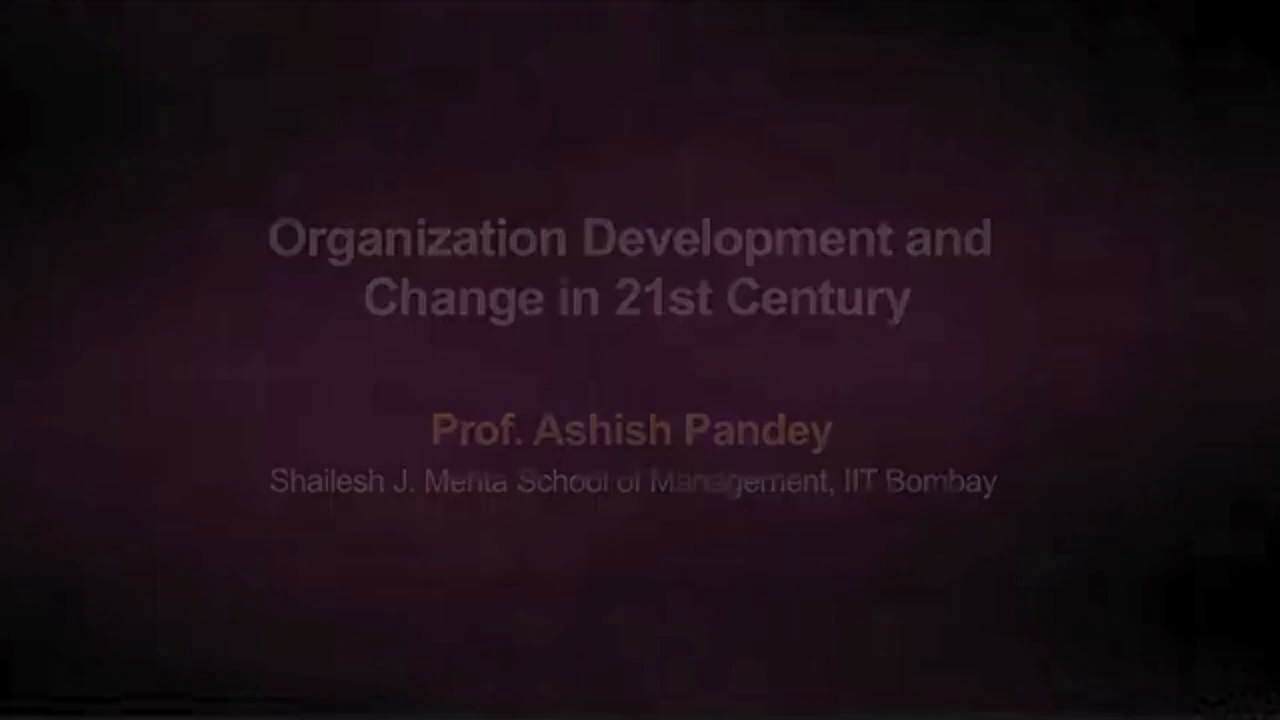 Organization Development and
Change in 21st Century
Prof. Ashish Pandey
Shailesh J. Mehta School of Management, IIT Bombay